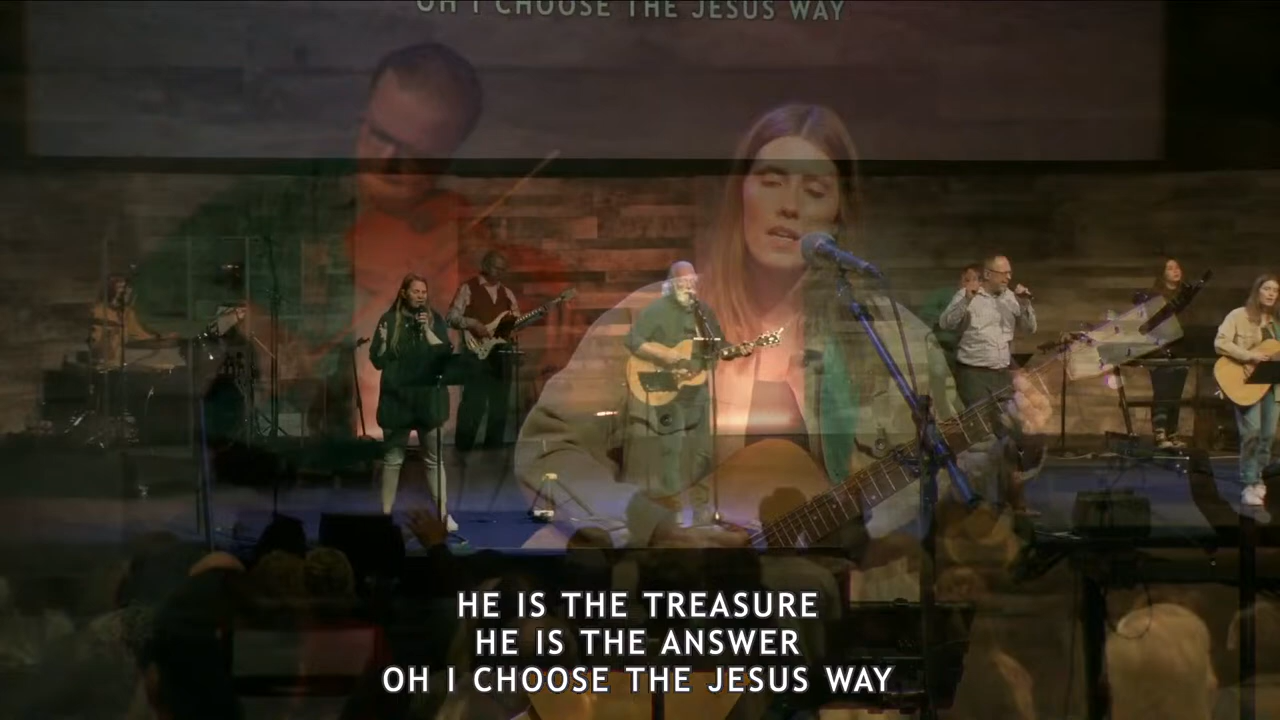 OH I CHOOSE THE JESUS WAY
HE IS THE TREASURE
HE IS THE ANSWER
OH I CHOOSE THE JESUS WAY